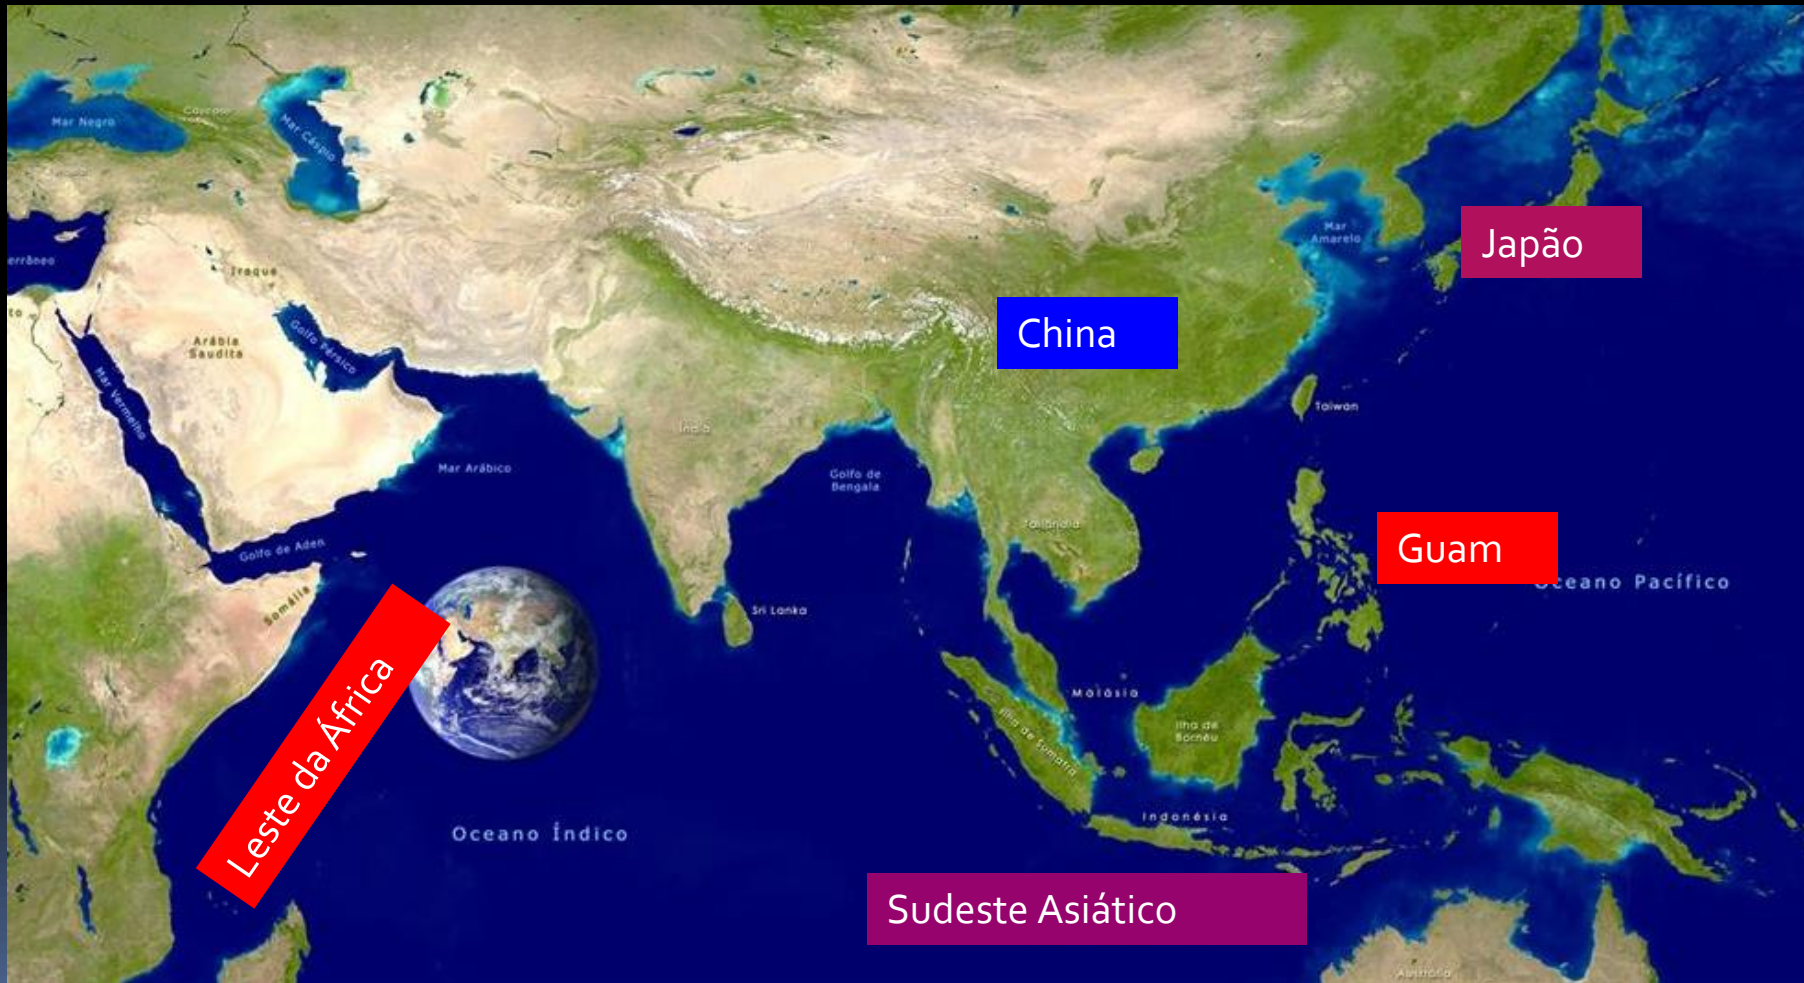 Mar Negro
Mar Cáspio
Mar
Amarelo
Japão
errâneo
Iraque
to
China
Golfo Pérsico
Arábia
Saudita
Mar Vermelho
Taiwan
Índia
Mar Arábico
Golfo de
Bengala
Tailândia
Golfo de Aden
Guam
Oceano Pacífico
Somália
Sri Lanka
Leste da África
Malásia
Ilha de Sumatra
Ilha de
Bornéu
Indonésia
Oceano Índico
Sudeste Asiático
Austrália